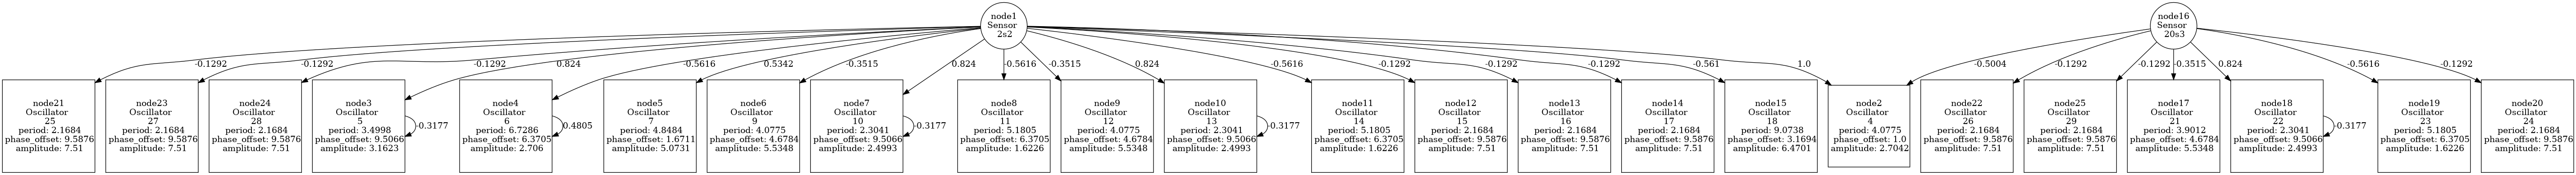 node1
Sensor
2s2
node16
Sensor
20s3
-0.1292
-0.1292
-0.1292
0.824
-0.5616
0.5342
-0.3515
0.824
-0.5616
-0.3515
0.824
-0.5616
-0.1292
-0.1292
-0.1292
-0.561
1.0
-0.5004
-0.1292
-0.1292
-0.3515
0.824
-0.5616
-0.1292
node21
Oscillator
25
period: 2.1684
phase_offset: 9.5876
amplitude: 7.51
node23
Oscillator
27
period: 2.1684
phase_offset: 9.5876
amplitude: 7.51
node24
Oscillator
28
period: 2.1684
phase_offset: 9.5876
amplitude: 7.51
node3
Oscillator
5
period: 3.4998
phase_offset: 9.5066
amplitude: 3.1623
-0.3177
node4
Oscillator
6
period: 6.7286
phase_offset: 6.3705
amplitude: 2.706
0.4805
node5
Oscillator
7
period: 4.8484
phase_offset: 1.6711
amplitude: 5.0731
node6
Oscillator
9
period: 4.0775
phase_offset: 4.6784
amplitude: 5.5348
node7
Oscillator
10
period: 2.3041
phase_offset: 9.5066
amplitude: 2.4993
-0.3177
node8
Oscillator
11
period: 5.1805
phase_offset: 6.3705
amplitude: 1.6226
node9
Oscillator
12
period: 4.0775
phase_offset: 4.6784
amplitude: 5.5348
node10
Oscillator
13
period: 2.3041
phase_offset: 9.5066
amplitude: 2.4993
-0.3177
node11
Oscillator
14
period: 5.1805
phase_offset: 6.3705
amplitude: 1.6226
node12
Oscillator
15
period: 2.1684
phase_offset: 9.5876
amplitude: 7.51
node13
Oscillator
16
period: 2.1684
phase_offset: 9.5876
amplitude: 7.51
node14
Oscillator
17
period: 2.1684
phase_offset: 9.5876
amplitude: 7.51
node15
Oscillator
18
period: 9.0738
phase_offset: 3.1694
amplitude: 6.4701
node2
Oscillator
4
period: 4.0775
phase_offset: 1.0
amplitude: 2.7042
node22
Oscillator
26
period: 2.1684
phase_offset: 9.5876
amplitude: 7.51
node25
Oscillator
29
period: 2.1684
phase_offset: 9.5876
amplitude: 7.51
node17
Oscillator
21
period: 3.9012
phase_offset: 4.6784
amplitude: 5.5348
node18
Oscillator
22
period: 2.3041
phase_offset: 9.5066
amplitude: 2.4993
-0.3177
node19
Oscillator
23
period: 5.1805
phase_offset: 6.3705
amplitude: 1.6226
node20
Oscillator
24
period: 2.1684
phase_offset: 9.5876
amplitude: 7.51